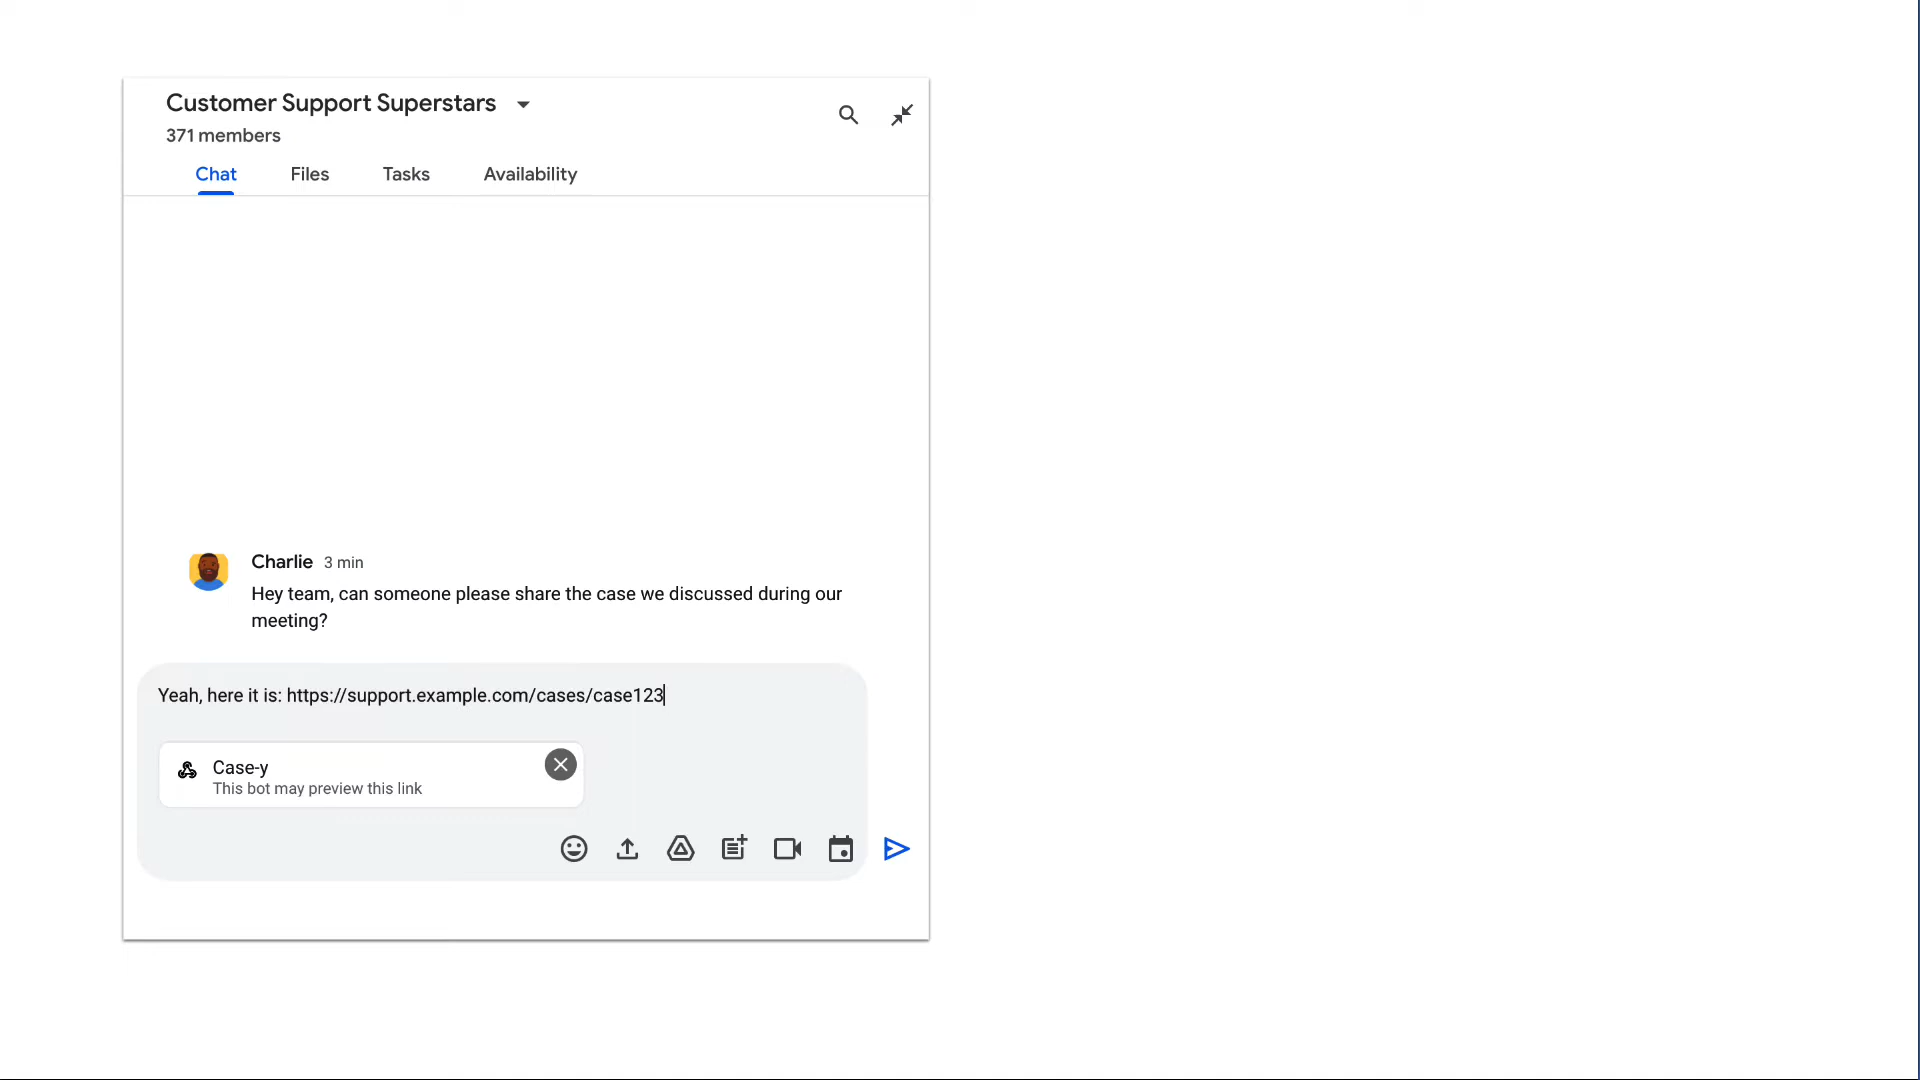 Customer Support Superstars
371 members
Chat Files Tasks Availability
Charlie 3 min
Hey team, can someone please share the case we discussed during our
meeting?
Yeah, here it is: https://support.example.com/cases/case123
Case-y
This bot may preview this link